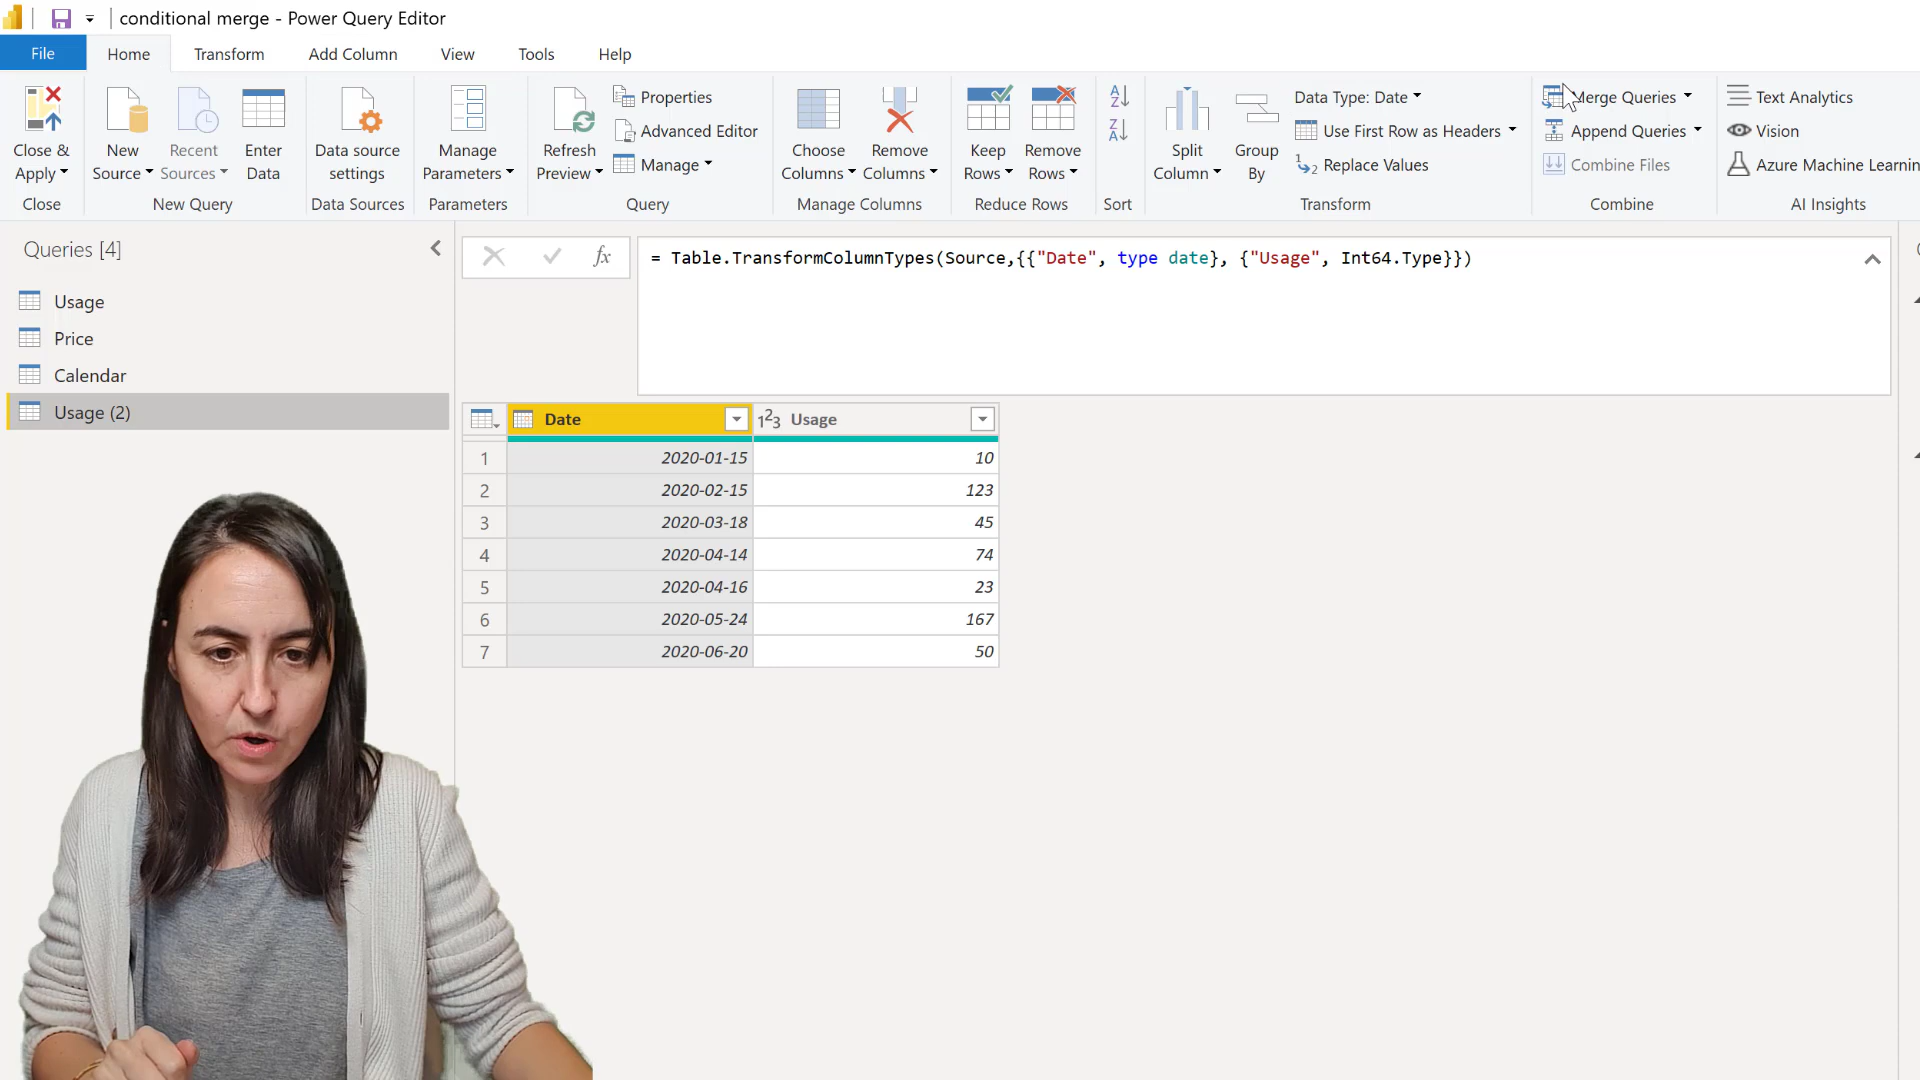 conditional merge - Power Query Editor
File Home Transform Add Column View Tools Help
Close & Apply
New Source
Recent Sources
Enter Data
Data source settings
Manage Parameters
Refresh Preview
Properties
Advanced Editor
Manage
Choose Columns
Remove Columns
Keep Rows
Remove Rows
Split Column
Group By
Data Type: Date
Use First Row as Headers
Replace Values
Merge Queries
Append Queries
Combine Files
Text Analytics
Vision
Azure Machine Learnin
Close New Query Data Sources Parameters Query Manage Columns Reduce Rows Sort Transform Combine AI Insights
Queries [4]
Usage
Price
Calendar
Usage (2)
fx = Table.TransformColumnTypes(Source,{{"Date", type date}, {"Usage", Int64.Type}})
Date 123 Usage
1 2020-01-15 10
2 2020-02-15 123
3 2020-03-18 45
4 2020-04-14 74
5 2020-04-16 23
6 2020-05-24 167
7 2020-06-20 50